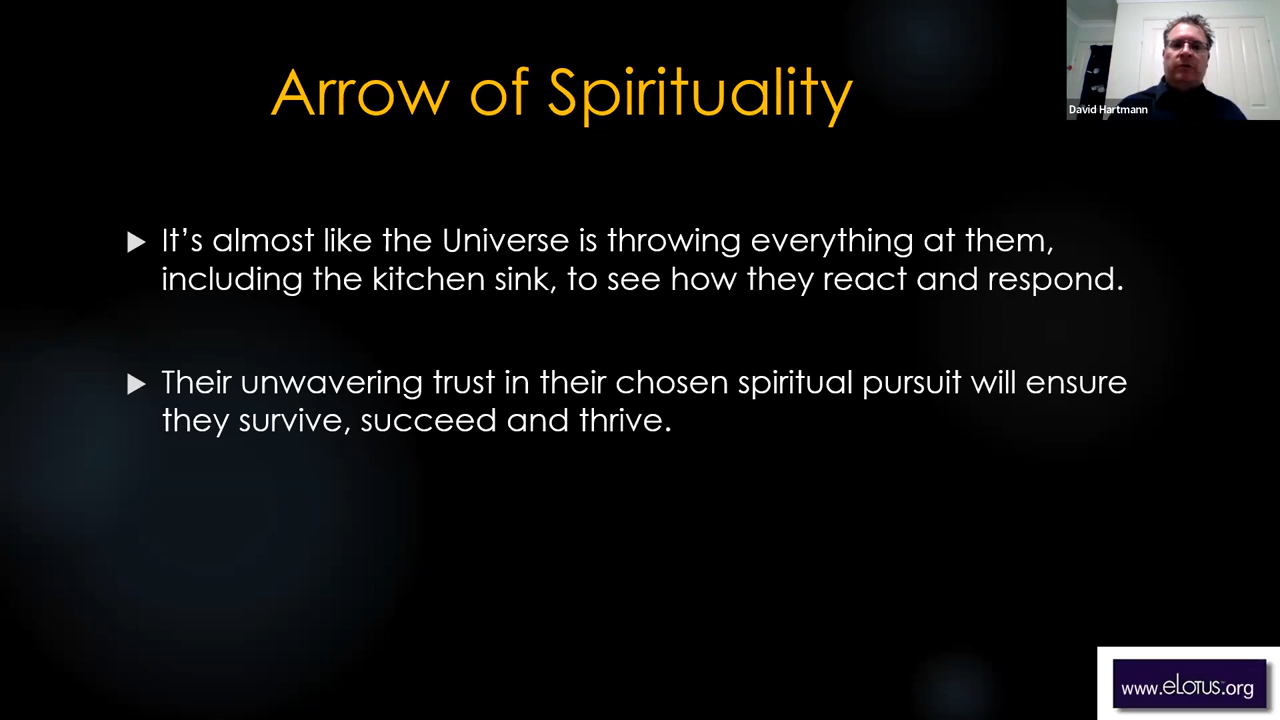 Arrow of Spirituality
David Hartmann
It’s almost like the Universe is throwing everything at them,
including the kitchen sink, to see how they react and respond.
Their unwavering trust in their chosen spiritual pursuit will ensure
they survive, succeed and thrive.
www.eLotus.org